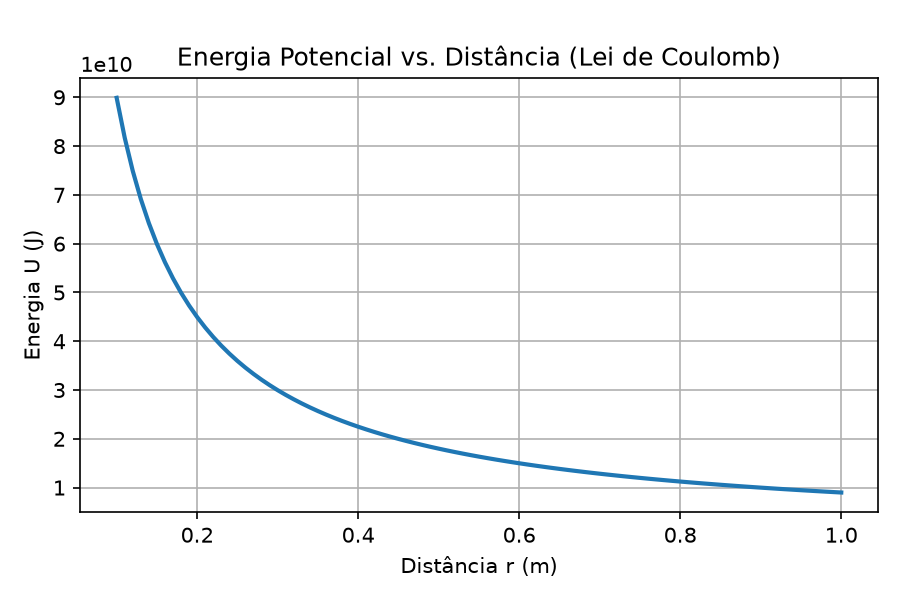 Energia Potencial vs. Distância (Lei de Coulomb)
1e10
9
8
7
6
5
4
3
2
1
Energia U (J)
0.2 0.4 0.6 0.8 1.0
Distância r (m)